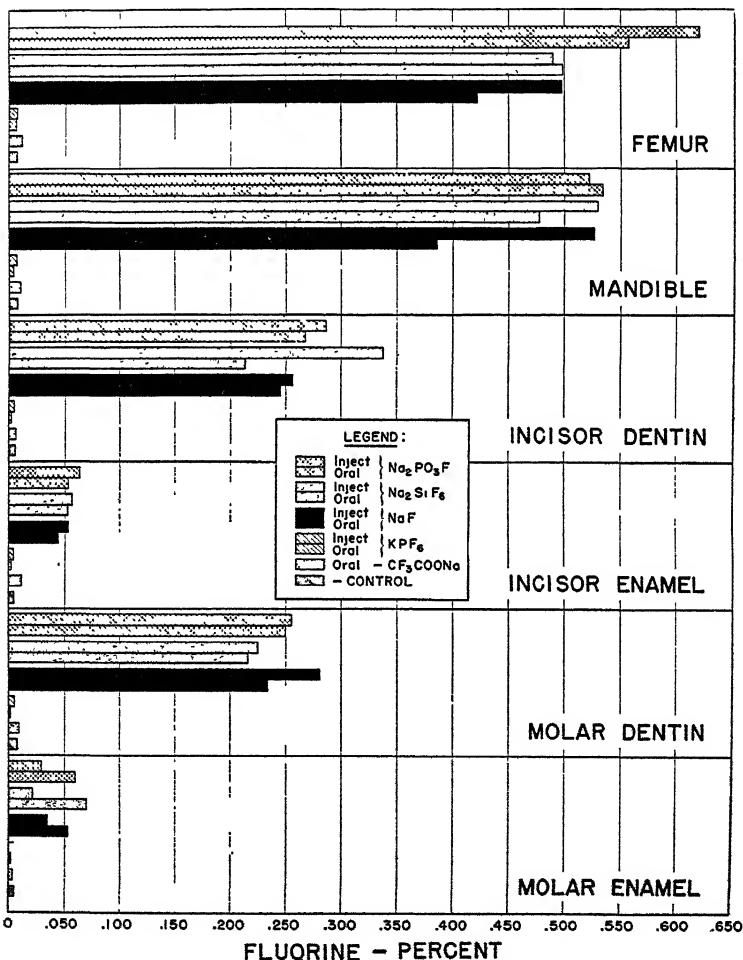 FEMUR
MANDIBLE
INCISOR DENTIN
LEGEND:
Inject
Oral } Na₂PO₃F
Inject
Oral } Na₂SiF₆
Inject
Oral } NaF
Inject
Oral } KPF₆
Oral – CF₃COONa
– CONTROL
INCISOR ENAMEL
MOLAR DENTIN
MOLAR ENAMEL
0 .050 .100 .150 .200 .250 .300 .350 .400 .450 .500 .550 .600 .650
FLUORINE – PERCENT